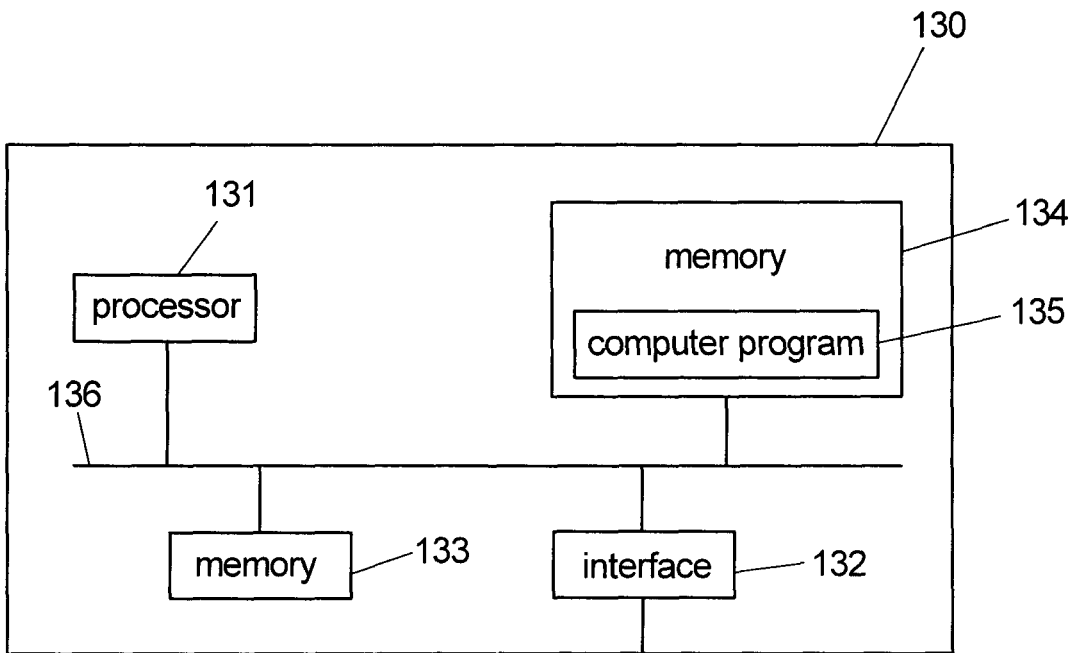 130
131
134
memory
processor
135
computer program
136
memory
133
interface
132